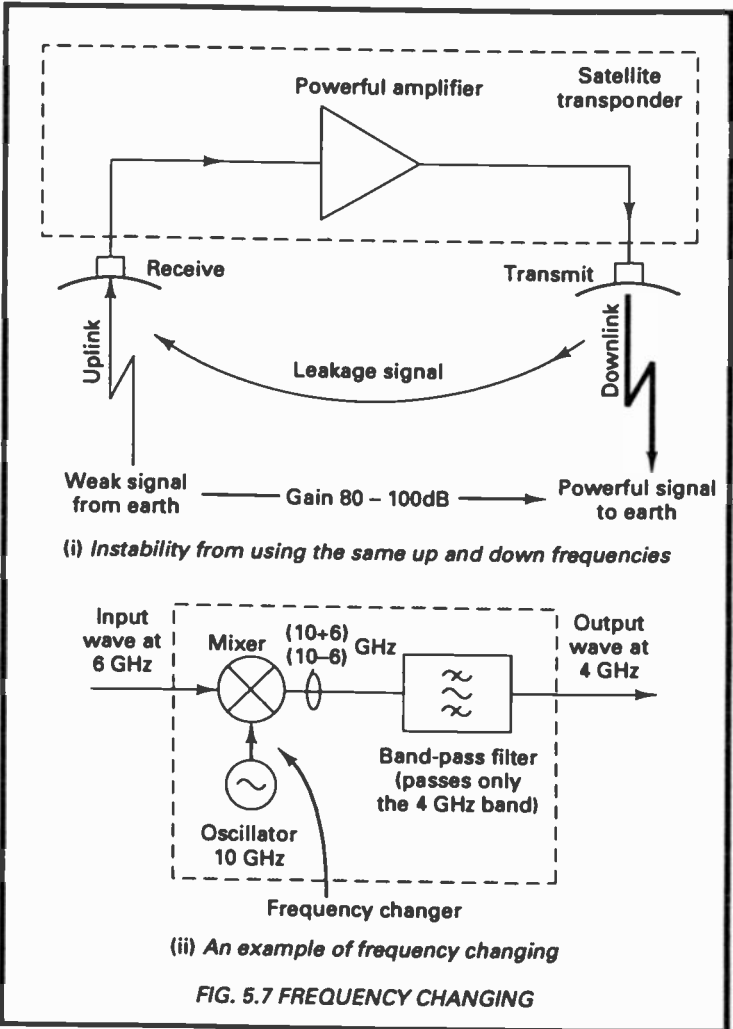 Powerful amplifier
Satellite
transponder
Receive
Transmit
Uplink
Downlink
Leakage signal
Weak signal
from earth
Gain 80 – 100dB
Powerful signal
to earth
(i) Instability from using the same up and down frequencies
Input
wave at
6 GHz
Mixer
(10+6)
(10–6)
GHz
Output
wave at
4 GHz
Band-pass filter
(passes only
the 4 GHz band)
Oscillator
10 GHz
Frequency changer
(ii) An example of frequency changing
FIG. 5.7 FREQUENCY CHANGING